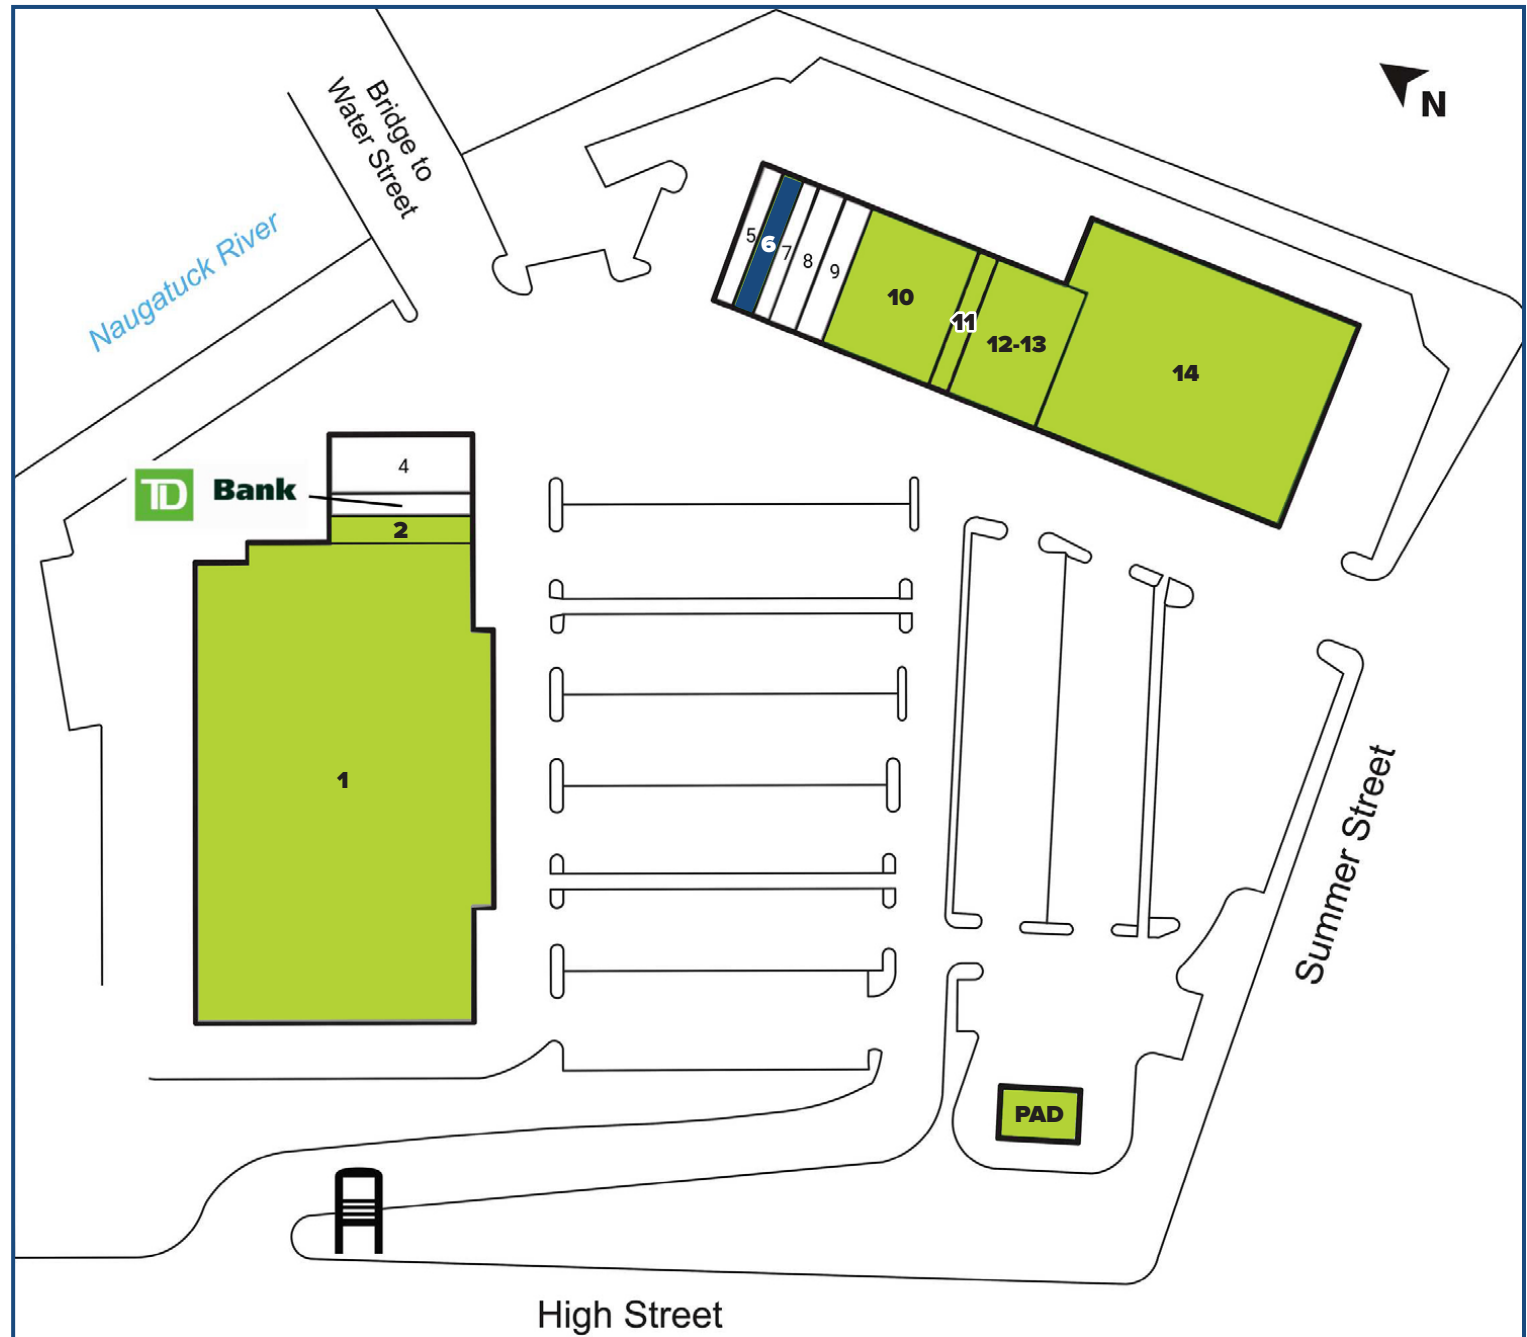 Bridge to
Water Street
N
Naugatuck River
5
6
7
8
9
10
11
12-13
14
4
TD Bank
2
1
Summer Street
PAD
High Street